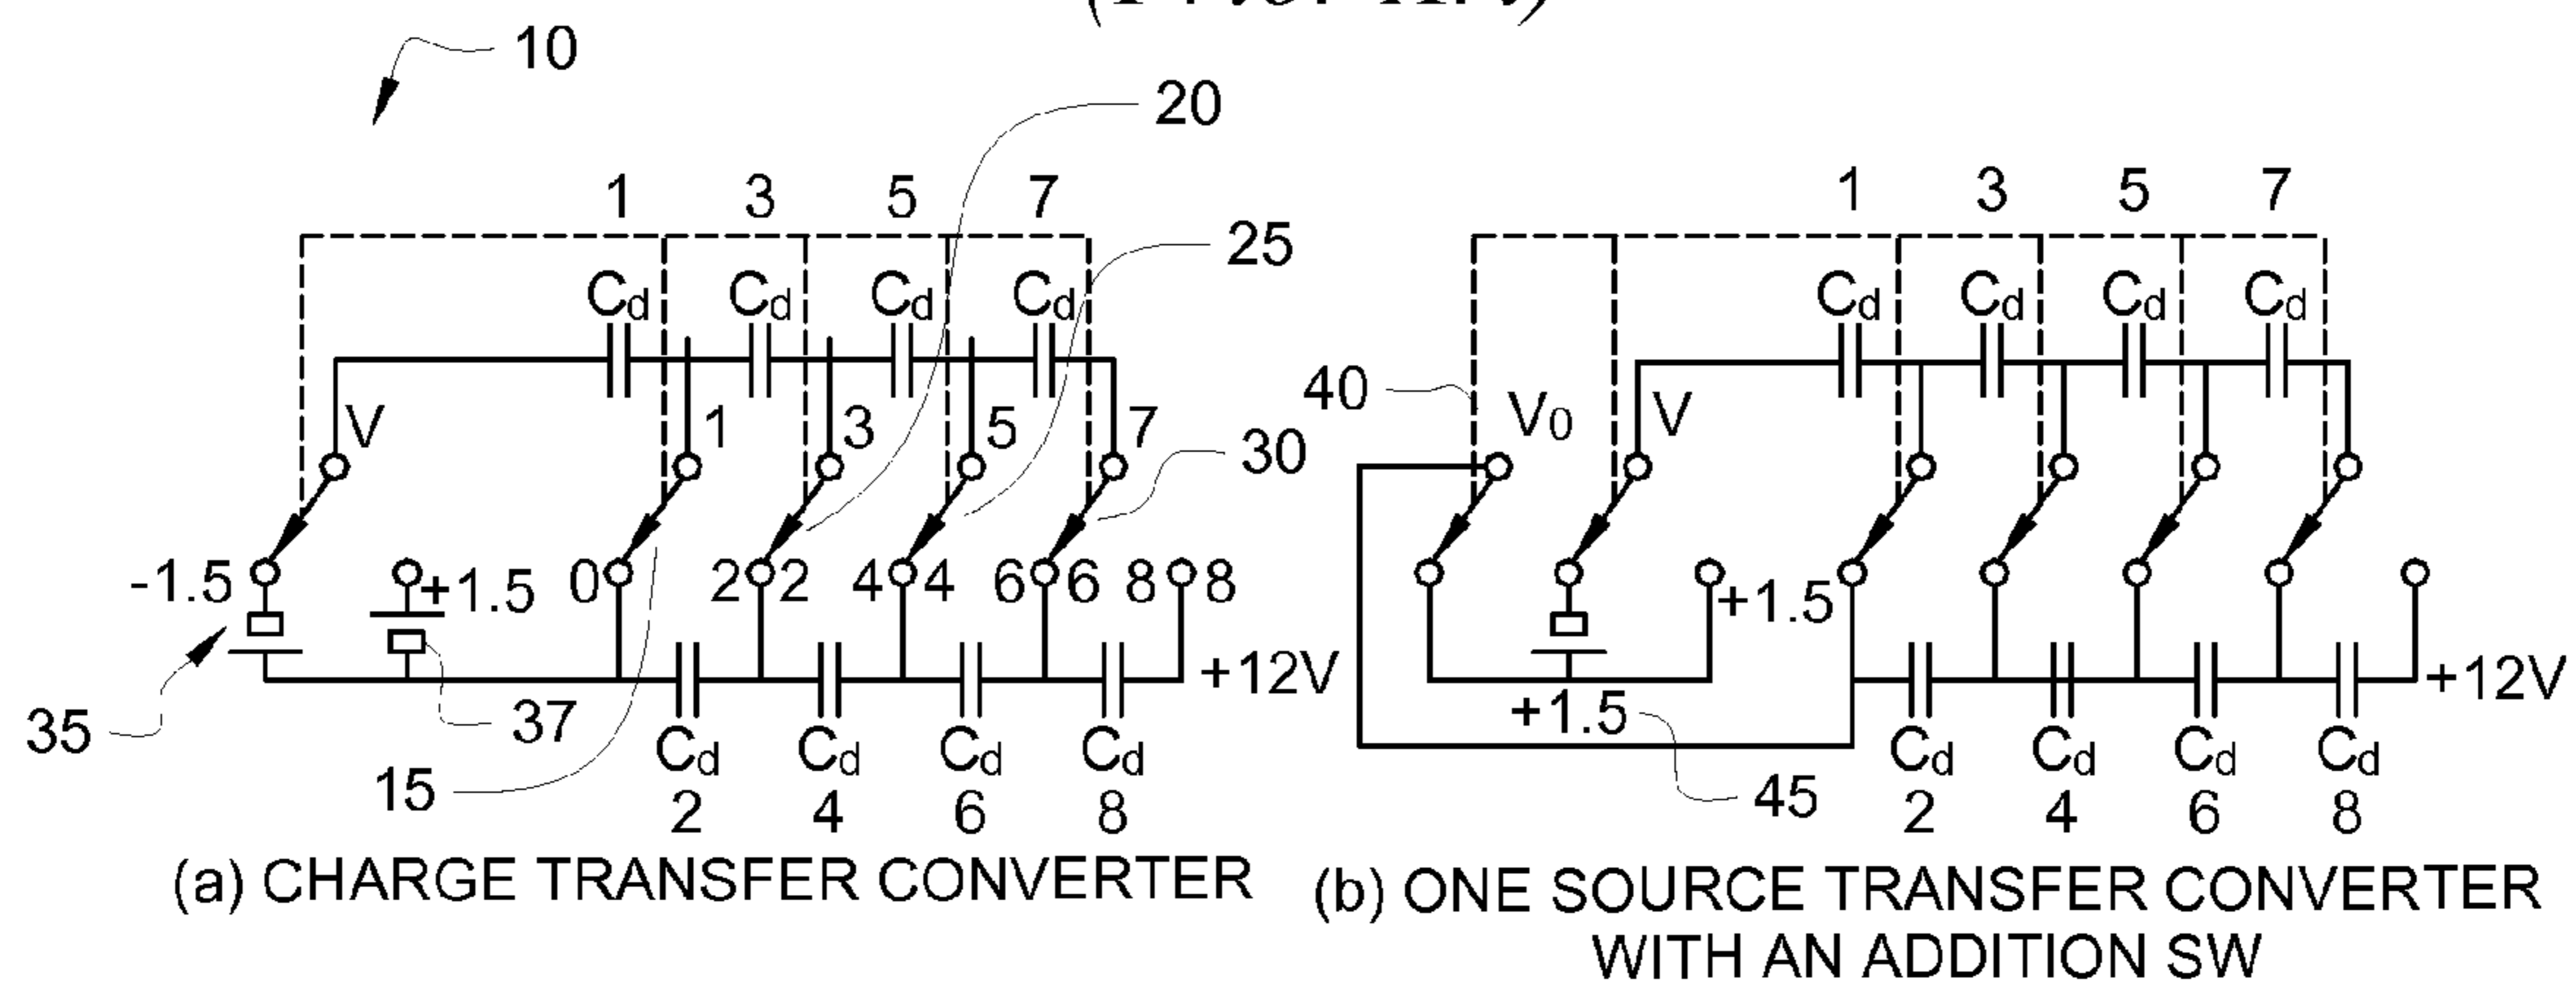 (Prior Art)
10
20
1 3 5 7
1 3 5 7
25
Cd Cd Cd Cd
Cd Cd Cd Cd
40
V 1 3 5 7
V0 V
30
-1.5 +1.5 0 2 2 4 4 6 6 8 8
+1.5
+12V
+12V
35
37
+1.5
15
Cd Cd Cd Cd
Cd Cd Cd Cd
45
2 4 6 8
2 4 6 8
(a) CHARGE TRANSFER CONVERTER
(b) ONE SOURCE TRANSFER CONVERTER
WITH AN ADDITION SW